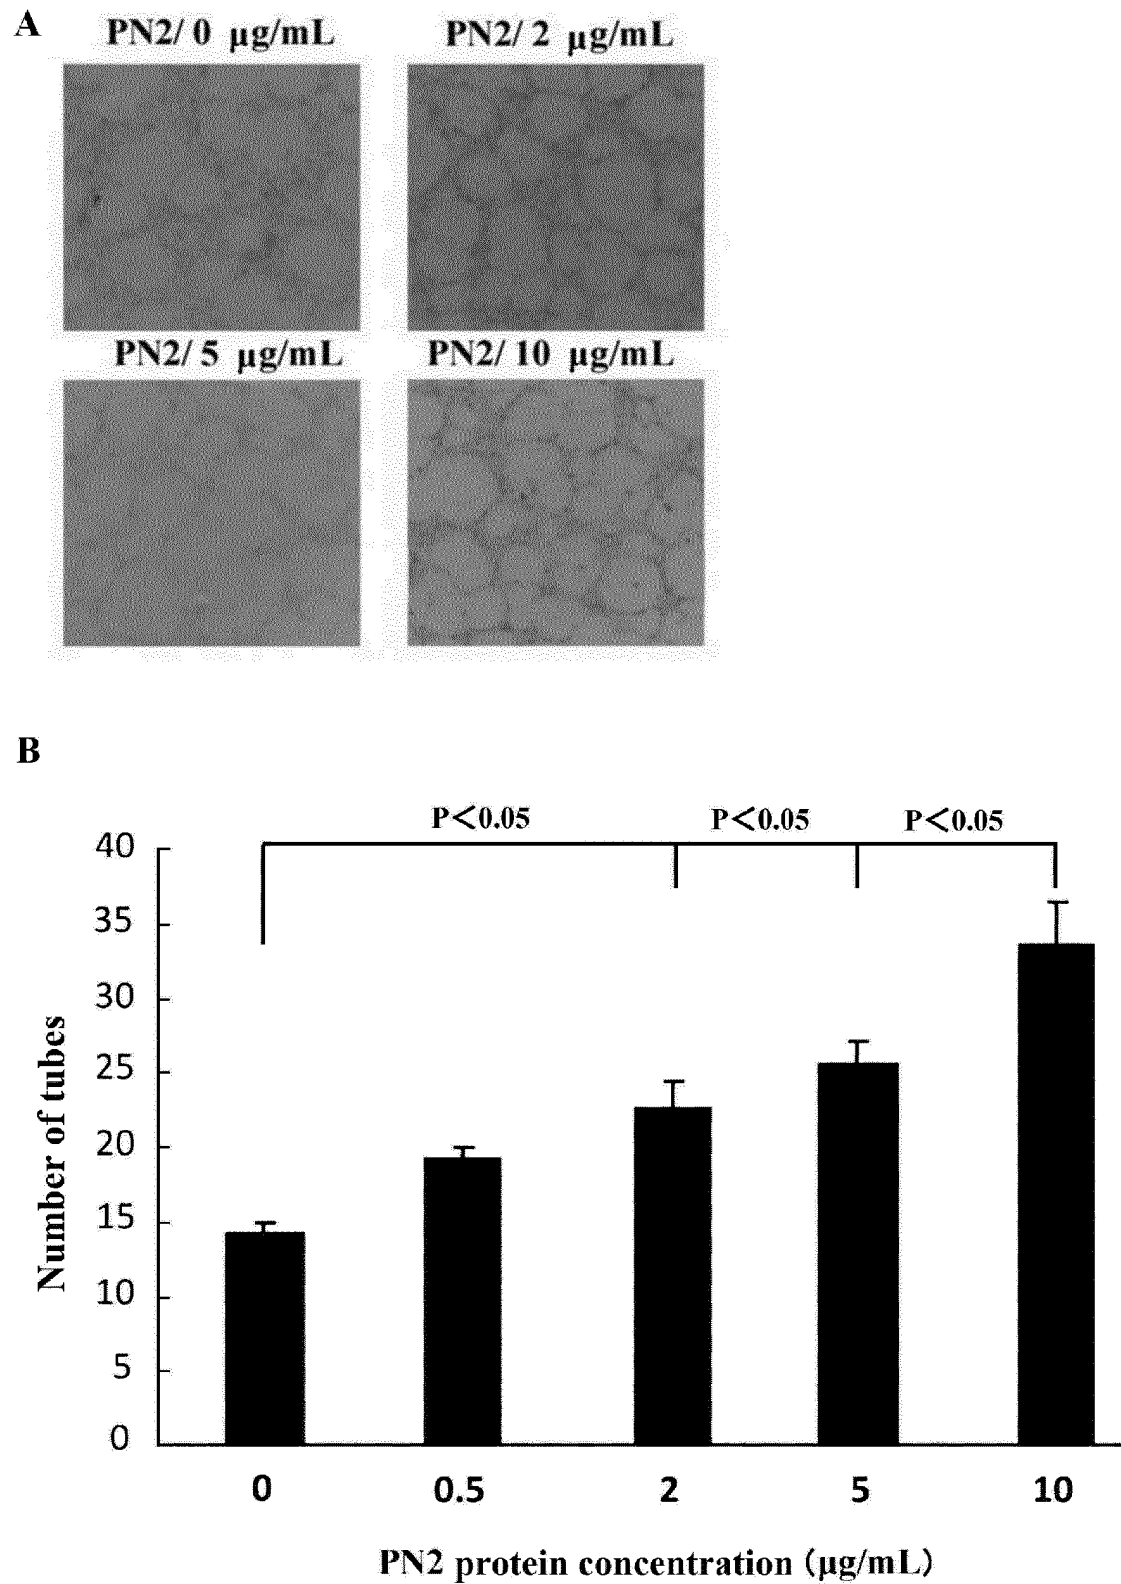 A
PN2/ 0 μg/mL
PN2/ 2 μg/mL
PN2/ 5 μg/mL
PN2/ 10 μg/mL
B
P<0.05
P<0.05
P<0.05
40
35
30
25
20
15
10
5
0
Number of tubes
0
0.5
2
5
10
PN2 protein concentration (μg/mL)